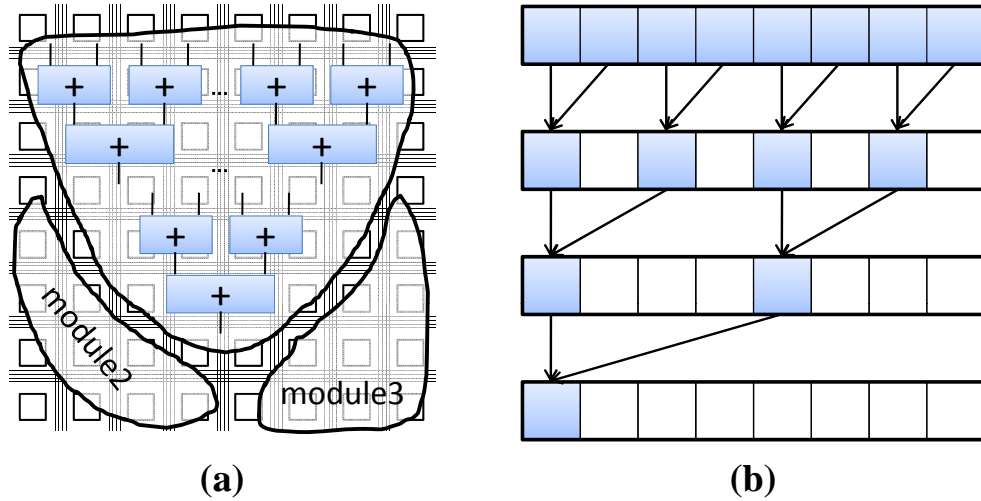 + + ... + +
+ +
...
+ +
+
module2
module3
(a) (b)